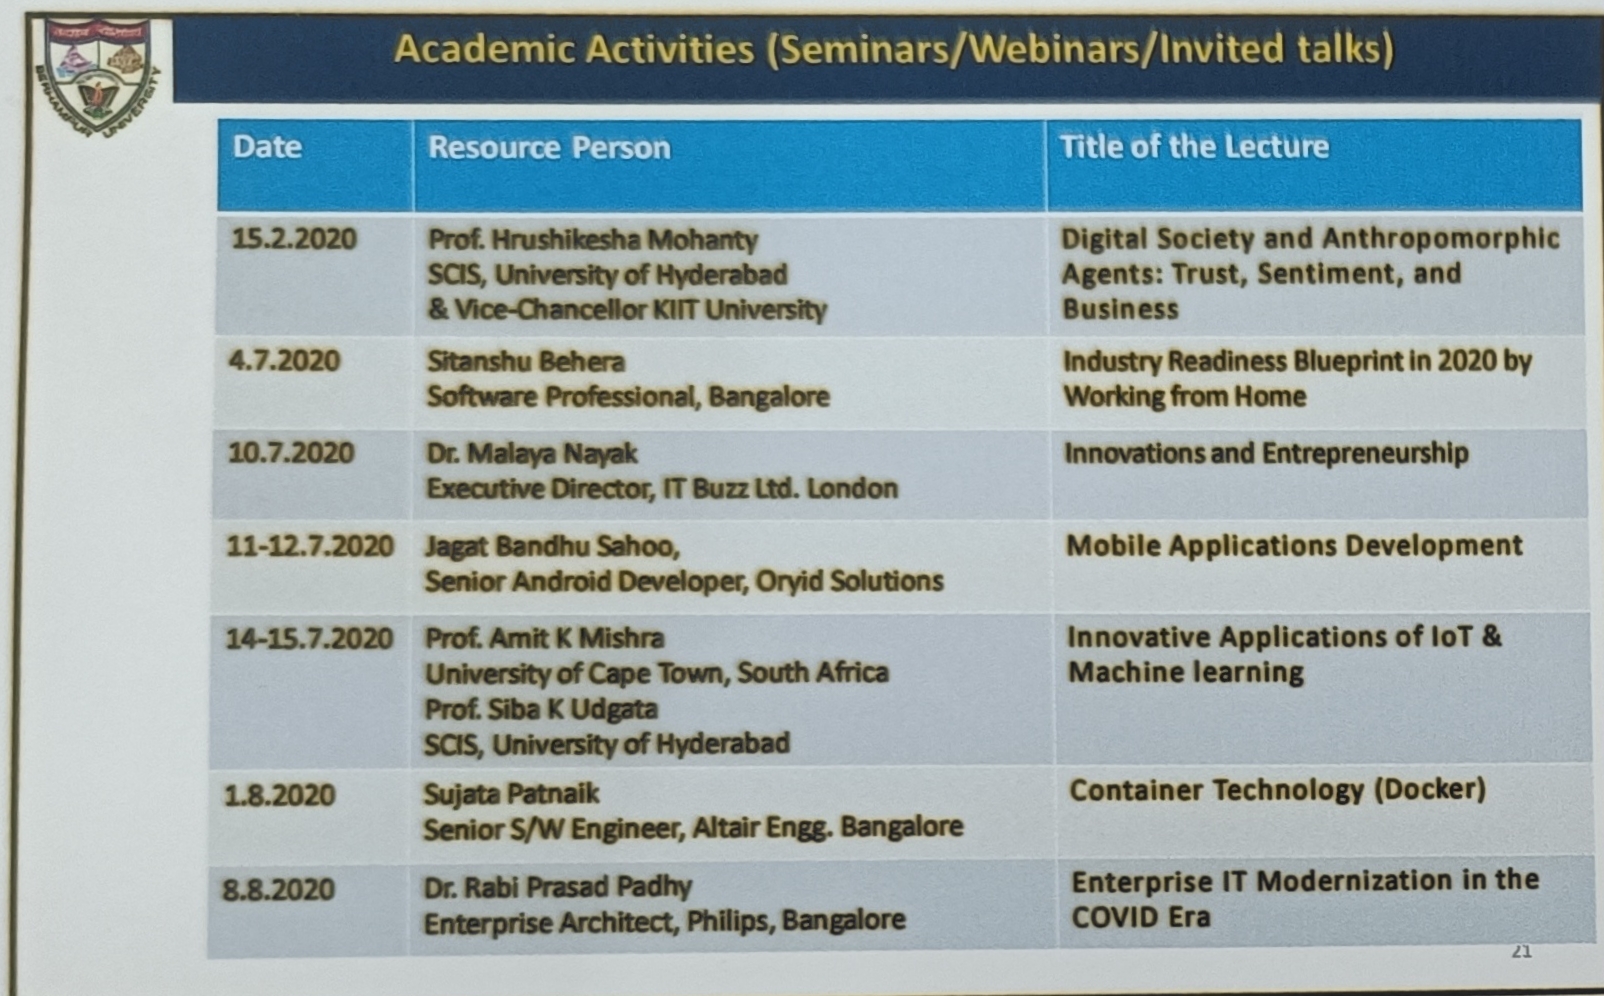 BERHAMPUR UNIVERSITY
Academic Activities (Seminars/Webinars/Invited talks)
Date Resource Person Title of the Lecture
15.2.2020 Prof. Hrushikesha Mohanty Digital Society and Anthropomorphic
SCIS, University of Hyderabad Agents: Trust, Sentiment, and
& Vice-Chancellor KIIT University Business
4.7.2020 Sitanshu Behera Industry Readiness Blueprint in 2020 by
Software Professional, Bangalore Working from Home
10.7.2020 Dr. Malaya Nayak Innovations and Entrepreneurship
Executive Director, IT Buzz Ltd. London
11-12.7.2020 Jagat Bandhu Sahoo, Mobile Applications Development
Senior Android Developer, Oryid Solutions
14-15.7.2020 Prof. Amit K Mishra Innovative Applications of IoT &
University of Cape Town, South Africa Machine learning
Prof. Siba K Udgata
SCIS, University of Hyderabad
1.8.2020 Sujata Patnaik Container Technology (Docker)
Senior S/W Engineer, Altair Engg. Bangalore
8.8.2020 Dr. Rabi Prasad Padhy Enterprise IT Modernization in the
Enterprise Architect, Philips, Bangalore COVID Era
21